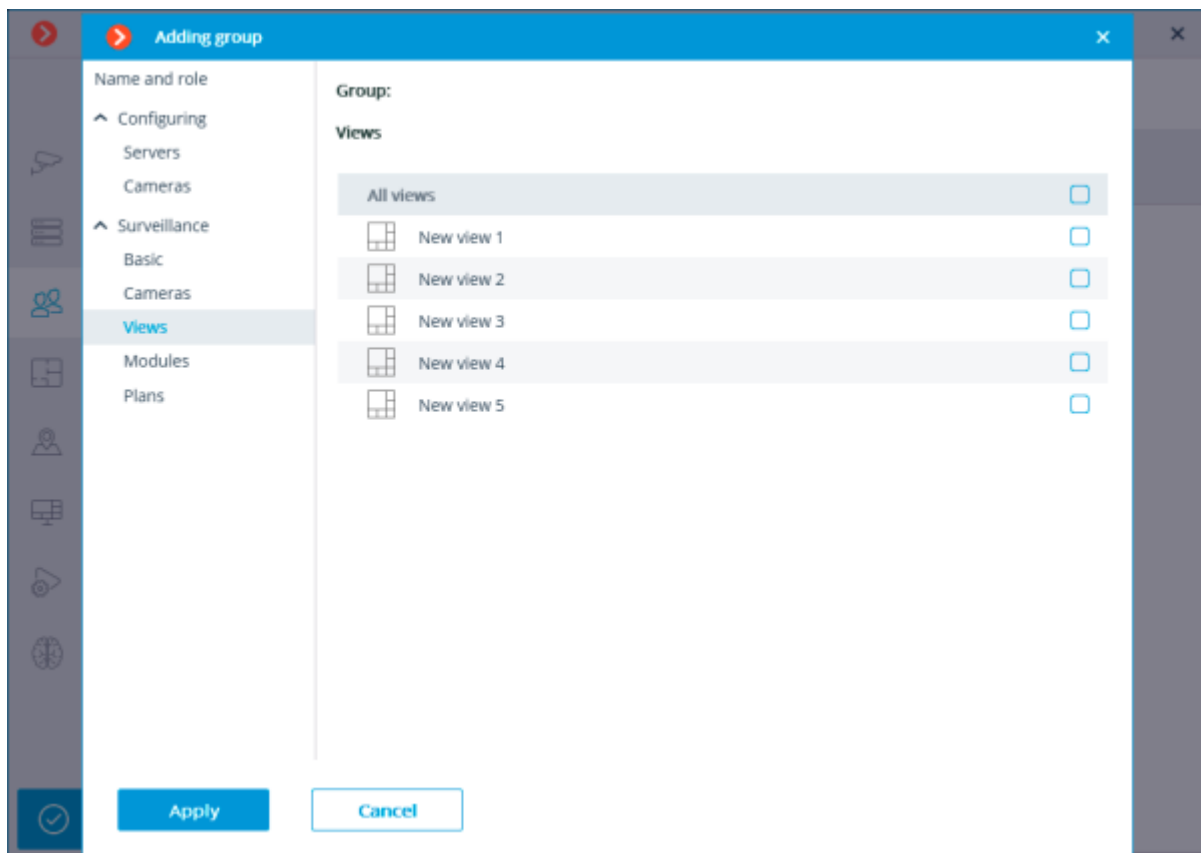 Adding group
Name and role
Configuring
Servers
Cameras
Surveillance
Basic
Cameras
Views
Modules
Plans
Group:
Views
All views
New view 1
New view 2
New view 3
New view 4
New view 5
Apply
Cancel